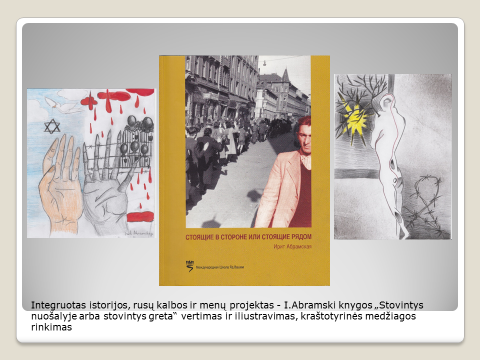 СТОЯЩИЕ В СТОРОНЕ ИЛИ СТОЯЩИЕ РЯДОМ
Ирит Абрамски
Integruotas istorijos, rusų kalbos ir menų projektas - I.Abramski knygos „Stovintys
nuošalyje arba stovintys greta“ vertimas ir iliustravimas, kraštotyrinės medžiagos
rinkimas